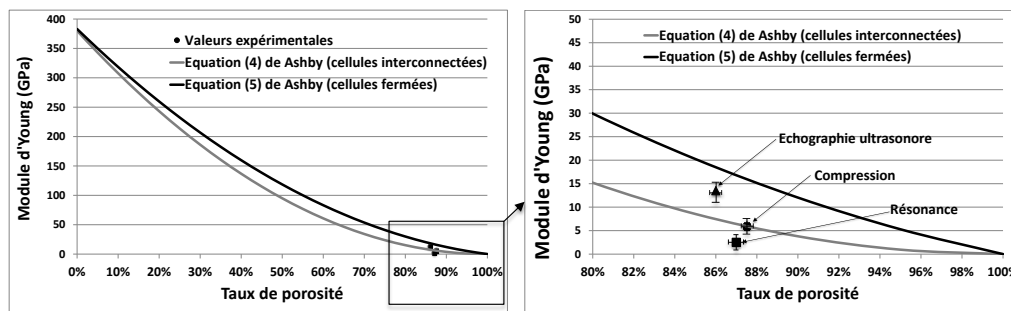 400
350
300
250
200
150
100
50
0
Module d'Young (GPa)
Valeurs expérimentales
Equation (4) de Ashby (cellules interconnectées)
Equation (5) de Ashby (cellules fermées)
0% 10% 20% 30% 40% 50% 60% 70% 80% 90% 100%
Taux de porosité
50
45
40
35
30
25
20
15
10
5
0
Module d'Young (GPa)
Equation (4) de Ashby (cellules interconnectées)
Equation (5) de Ashby (cellules fermées)
Echographie ultrasonore
Compression
Résonance
80% 82% 84% 86% 88% 90% 92% 94% 96% 98% 100%
Taux de porosité